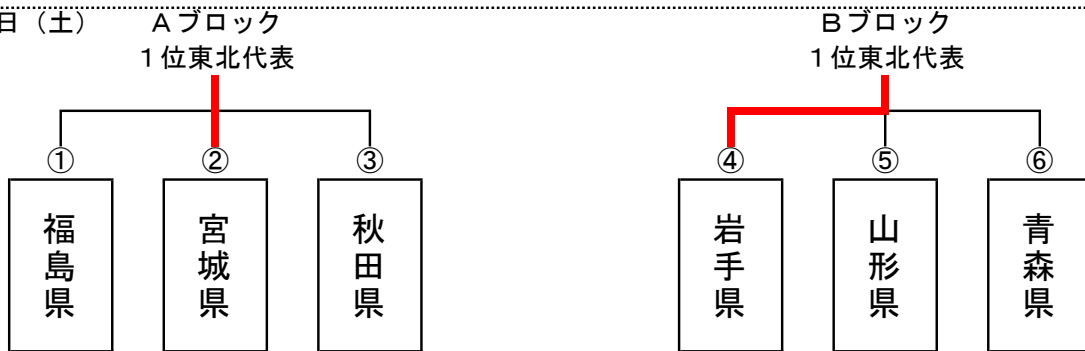 日（土）
Ａブロック
１位東北代表
Ｂブロック
１位東北代表
①
②
③
④
⑤
⑥
福島県
宮城県
秋田県
岩手県
山形県
青森県